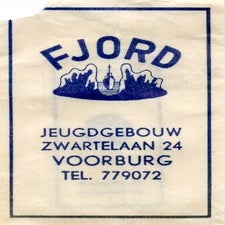 FJORD
JEUGDGEBOUW
ZWARTELAAN 24
VOORBURG
TEL. 779072